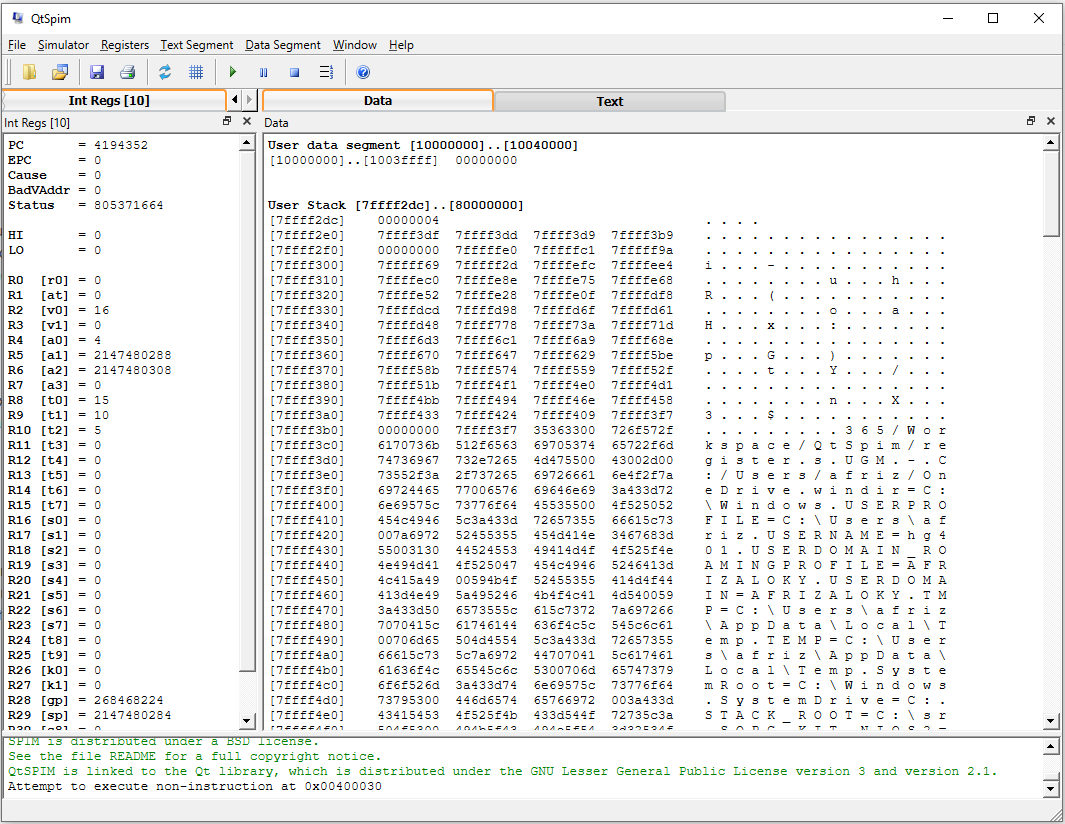 QtSpim
File Simulator Registers Text Segment Data Segment Window Help
Int Regs [10]
Data
Text
Int Regs [10]
PC = 4194352
EPC = 0
Cause = 0
BadVAddr = 0
Status = 805371664
HI = 0
LO = 0
R0 [r0] = 0
R1 [at] = 0
R2 [v0] = 16
R3 [v1] = 0
R4 [a0] = 4
R5 [a1] = 2147480288
R6 [a2] = 2147480308
R7 [a3] = 0
R8 [t0] = 15
R9 [t1] = 10
R10 [t2] = 5
R11 [t3] = 0
R12 [t4] = 0
R13 [t5] = 0
R14 [t6] = 0
R15 [t7] = 0
R16 [s0] = 0
R17 [s1] = 0
R18 [s2] = 0
R19 [s3] = 0
R20 [s4] = 0
R21 [s5] = 0
R22 [s6] = 0
R23 [s7] = 0
R24 [t8] = 0
R25 [t9] = 0
R26 [k0] = 0
R27 [k1] = 0
R28 [gp] = 268468224
R29 [sp] = 2147480284
Data
User data segment [10000000]..[10040000]
[10000000]..[1003ffff] 00000000
User Stack [7ffff2dc]..[80000000]
[7ffff2dc] 00000004 . . . .
[7ffff2e0] 7ffff3df 7ffff3dd 7ffff3d9 7ffff3b9 . . . . . . . . . . . . . . . .
[7ffff2f0] 00000000 7fffffe0 7fffffc1 7fffff9a . . . . . . . . . . . . . . . .
[7ffff300] 7fffff69 7fffff2d 7ffffefc 7ffffee4 i . . . - . . . . . . . . . . .
[7ffff310] 7ffffec0 7ffffe8e 7ffffe75 7ffffe68 . . . . . . . . u . . . h . . .
[7ffff320] 7ffffe52 7ffffe28 7ffffe0f 7ffffdf8 R . . . ( . . . . . . . . . . .
[7ffff330] 7ffffdcd 7ffffd98 7ffffd6f 7ffffd61 . . . . . . . . o . . . a . . .
[7ffff340] 7ffffd48 7ffff778 7ffff73a 7ffff71d H . . . x . . . : . . . . . . .
[7ffff350] 7ffff6d3 7ffff6c1 7ffff6a9 7ffff68e . . . . . . . . . . . . . . . .
[7ffff360] 7ffff670 7ffff647 7ffff629 7ffff5be p . . . G . . . ) . . . . . . .
[7ffff370] 7ffff58b 7ffff574 7ffff559 7ffff52f . . . . t . . . Y . . . / . . .
[7ffff380] 7ffff51b 7ffff4f1 7ffff4e0 7ffff4d1 . . . . . . . . . . . . . . . .
[7ffff390] 7ffff4bb 7ffff494 7ffff46e 7ffff458 . . . . . . . . n . . . X . . .
[7ffff3a0] 7ffff433 7ffff424 7ffff409 7ffff3f7 3 . . . $ . . . . . . . . . . .
[7ffff3b0] 00000000 7ffff3f7 35363300 726f572f . . . . . . . . . 3 6 5 / W o r
[7ffff3c0] 6170736b 512f6563 69705374 65722f6d k s p a c e / Q t S p i m / r e
[7ffff3d0] 74736967 732e7265 4d475500 43002d00 g i s t e r . s . U G M . - . C
[7ffff3e0] 73552f3a 2f737265 69726661 6e4f2f7a : / U s e r s / a f r i z / O n
[7ffff3f0] 69724465 77006576 69646e69 3a433d72 e D r i v e . w i n d i r = C :
[7ffff400] 6e69575c 73776f64 45535500 4f525052 \ W i n d o w s . U S E R P R O
[7ffff410] 454c4946 5c3a433d 72657355 66615c73 F I L E = C : \ U s e r s \ a f
[7ffff420] 007a6972 52455355 454d414e 3467683d r i z . U S E R N A M E = h g 4
[7ffff430] 55003130 44524553 49414d4f 4f525f4e 0 1 . U S E R D O M A I N _ R O
[7ffff440] 4e494d41 4f525047 454c4946 5246413d A M I N G P R O F I L E = A F R
[7ffff450] 4c415a49 00594b4f 52455355 414d4f44 I Z A L O K Y . U S E R D O M A
[7ffff460] 413d4e49 5a495246 4b4f4c41 4d540059 I N = A F R I Z A L O K Y . T M
[7ffff470] 3a433d50 6573555c 615c7372 7a697266 P = C : \ U s e r s \ a f r i z
[7ffff480] 7070415c 61746144 636f4c5c 545c6c61 \ A p p D a t a \ L o c a l \ T
[7ffff490] 00706d65 504d4554 5c3a433d 72657355 e m p . T E M P = C : \ U s e r
[7ffff4a0] 66615c73 5c7a6972 44707041 5c617461 s \ a f r i z \ A p p D a t a \
[7ffff4b0] 61636f4c 65545c6c 5300706d 65747379 L o c a l \ T e m p . S y s t e
[7ffff4c0] 6f6f526d 3a433d74 6e69575c 73776f64 m R o o t = C : \ W i n d o w s
[7ffff4d0] 73795300 446d6574 65766972 003a433d . S y s t e m D r i v e = C : .
[7ffff4e0] 43415453 4f525f4b 433d544f 72735c3a S T A C K _ R O O T = C : \ s r
SPIM is distributed under a BSD license.
See the file README for a full copyright notice.
QtSPIM is linked to the Qt library, which is distributed under the GNU Lesser General Public License version 3 and version 2.1.
Attempt to execute non-instruction at 0x00400030